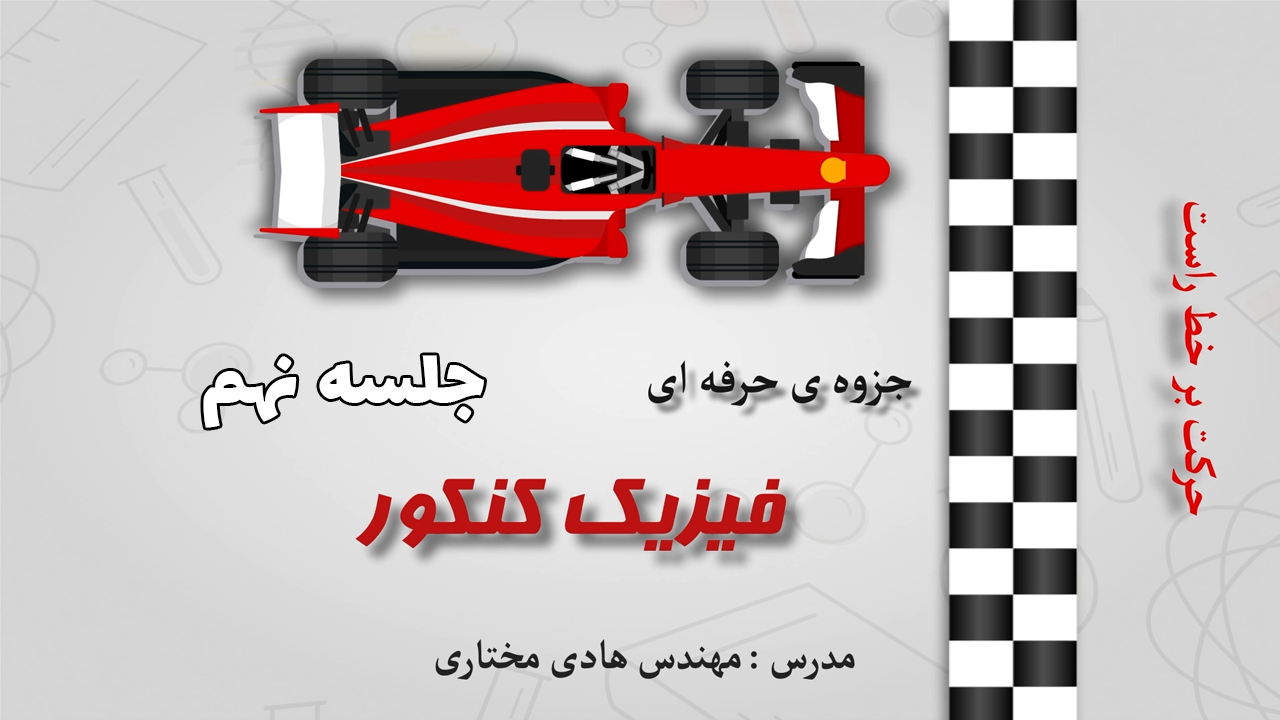 حرکت بر خط راست
جزوه ی حرفه ای
جلسه نهم
فیزیک کنکور
مدرس : مهندس هادی مختاری